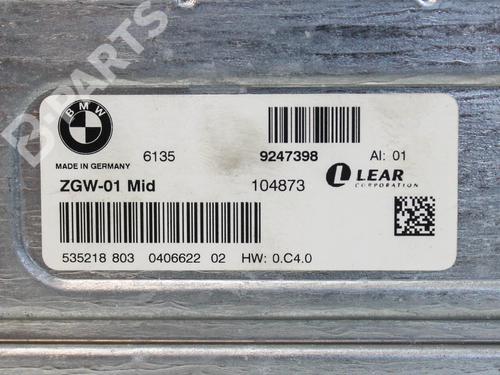 B-PARTS
BMW
MADE IN GERMANY
6135 9247398 AI: 01
ZGW-01 Mid 104873 LEAR
CORPORATION
535218 803 0406622 02 HW: 0.C4.0